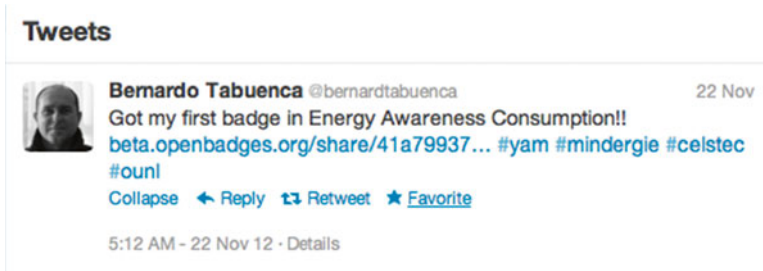 Tweets
Bernardo Tabuenca @bernardtabuenca 22 Nov
Got my first badge in Energy Awareness Consumption!!
beta.openbadges.org/share/41a79937... #yam #mindergie #celstec
#ounl
Collapse Reply Retweet Favorite
5:12 AM - 22 Nov 12 · Details